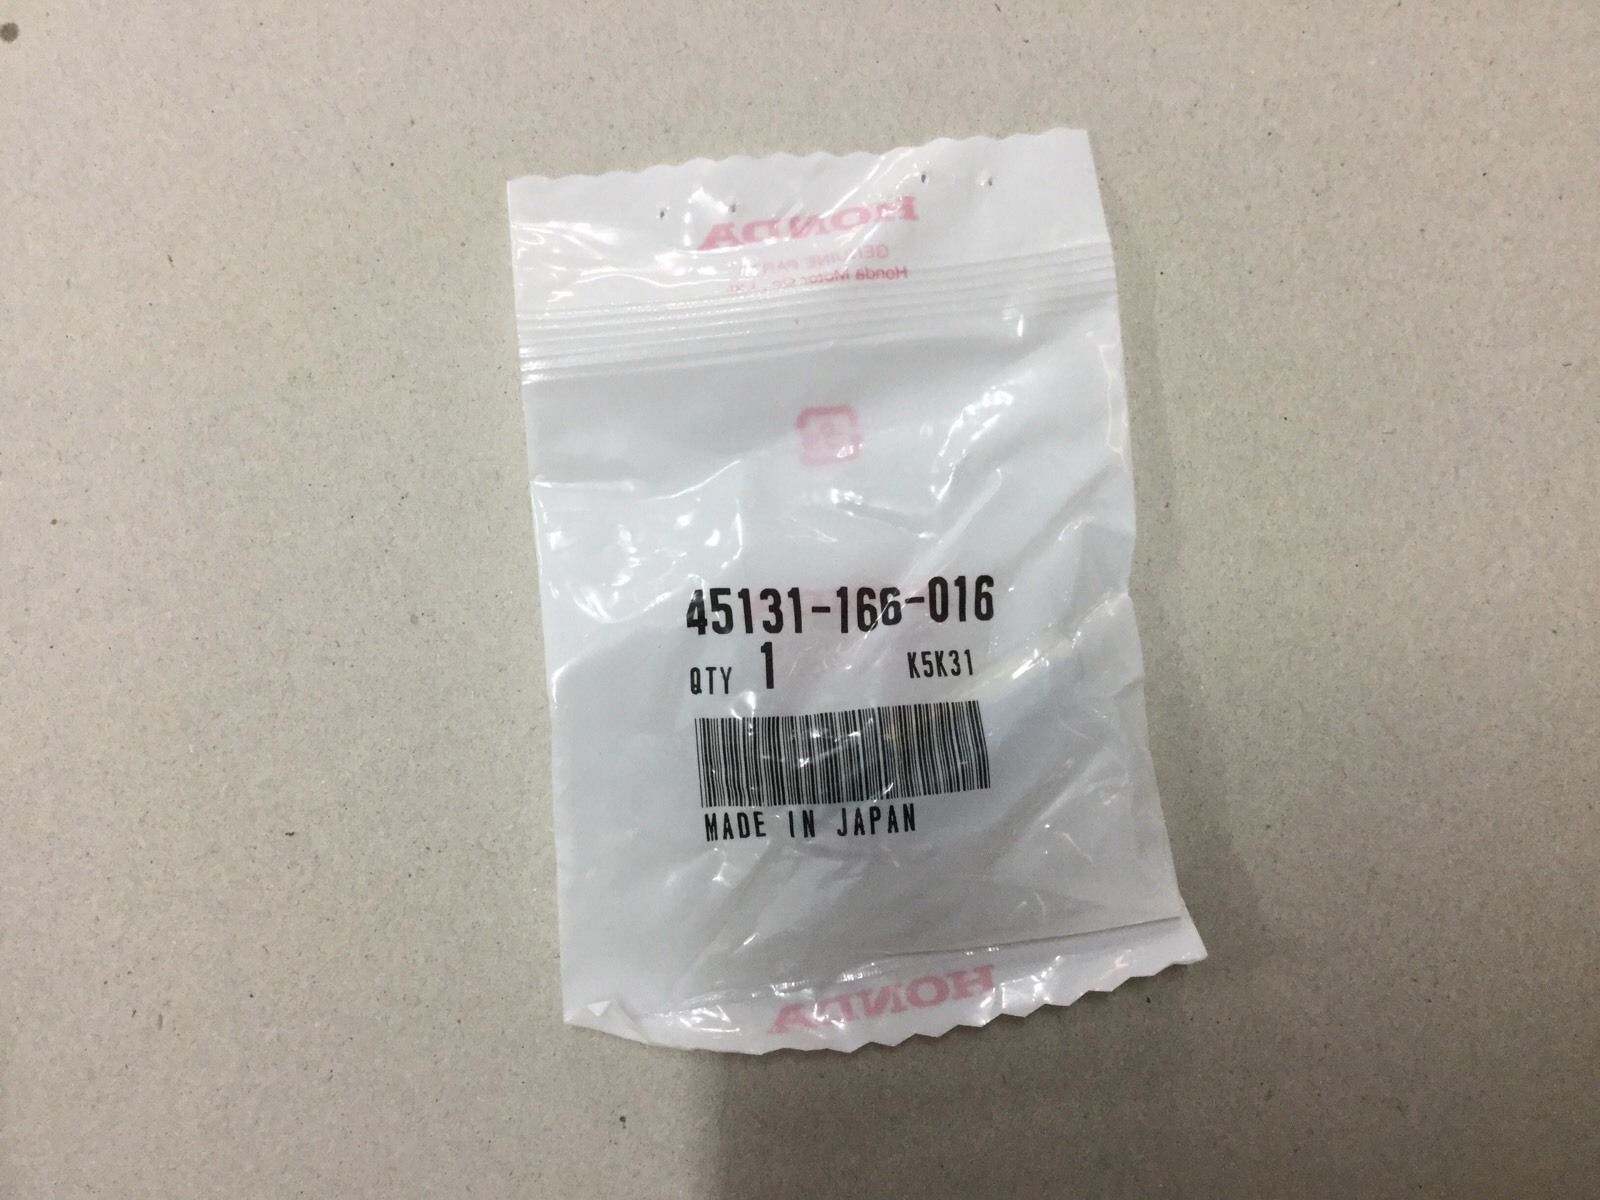 HONDA
GENUINE PARTS
Honda Motor Co., Ltd.
45131-166-016
QTY 1 K5K31
MADE IN JAPAN
HONDA